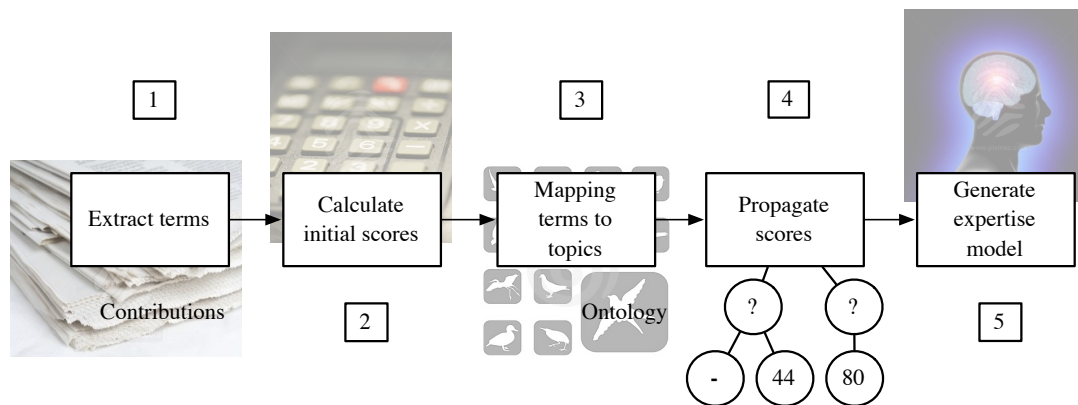 1
Extract terms
Contributions
Calculate
initial scores
2
3
Mapping
terms to
topics
Ontology
4
Propagate
scores
?
?
-
44
80
Generate
expertise
model
5